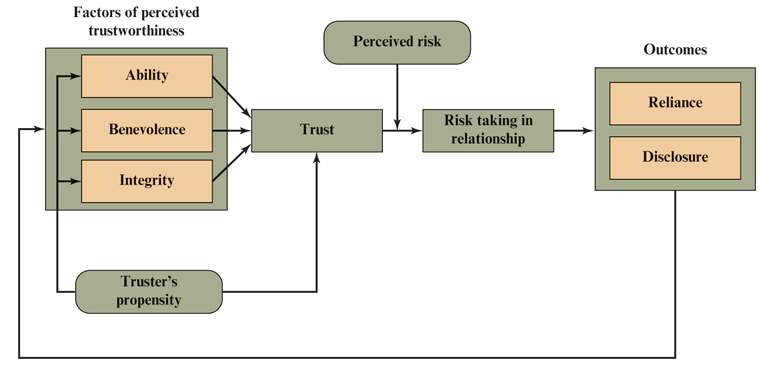 Factors of perceived
trustworthiness
Ability
Benevolence
Integrity
Truster's
propensity
Trust
Perceived risk
Risk taking in
relationship
Outcomes
Reliance
Disclosure